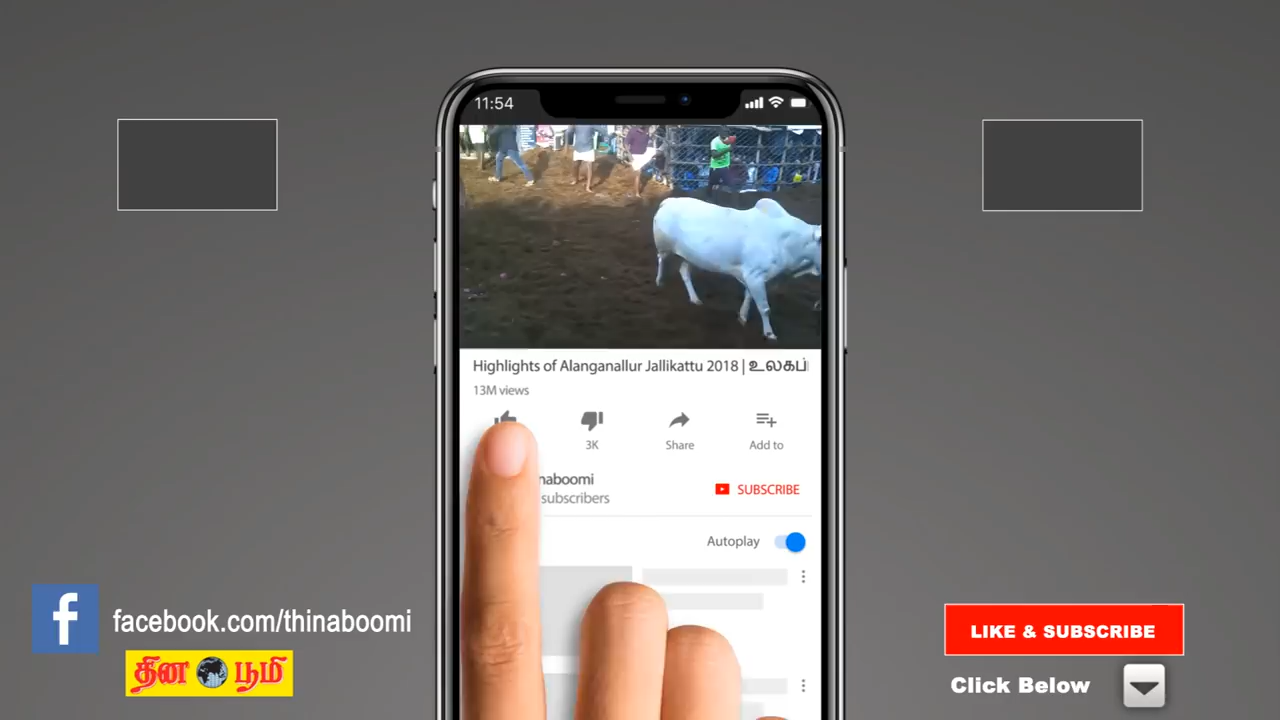 11:54
Highlights of Alanganallur Jallikattu 2018 | உலகப்
13M views
3K
Share
Add to
naboomi
subscribers
SUBSCRIBE
Autoplay
facebook.com/thinaboomi
தின பூமி
LIKE & SUBSCRIBE
Click Below